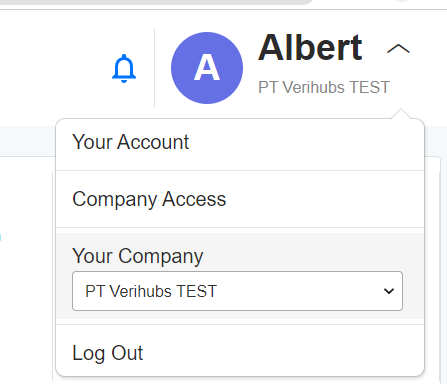 A
Albert
PT Verihubs TEST
Your Account
Company Access
Your Company
PT Verihubs TEST
Log Out